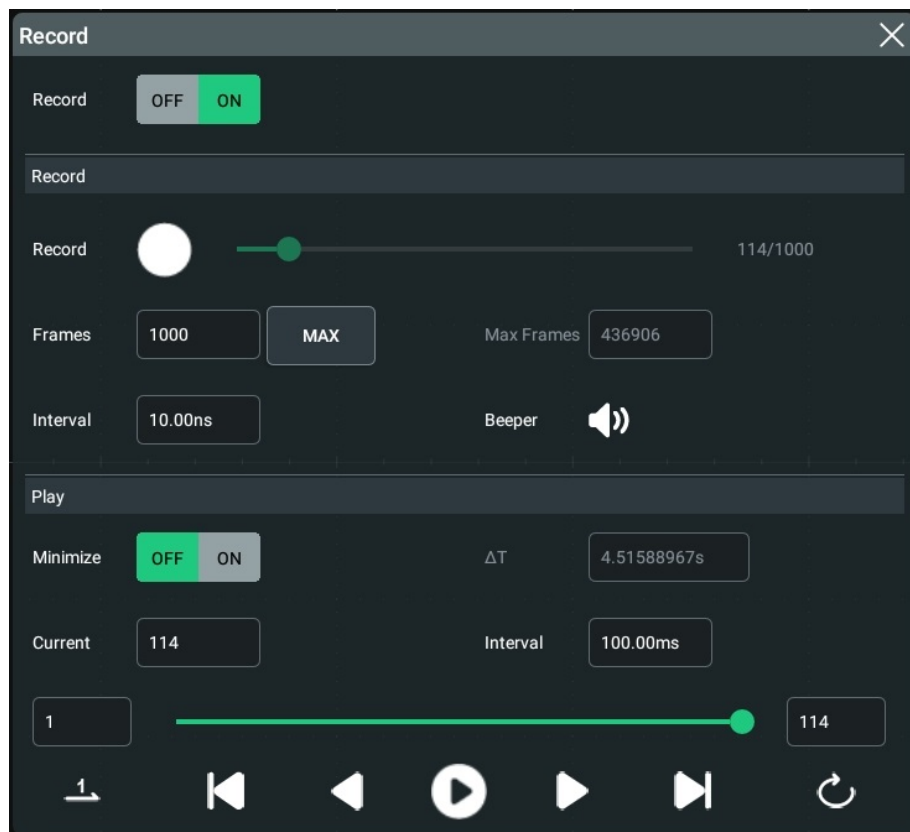 Record
Record OFF ON
Record
Record 114/1000
Frames 1000 MAX Max Frames 436906
Interval 10.00ns Beeper
Play
Minimize OFF ON ΔT 4.51588967s
Current 114 Interval 100.00ms
1 114
1